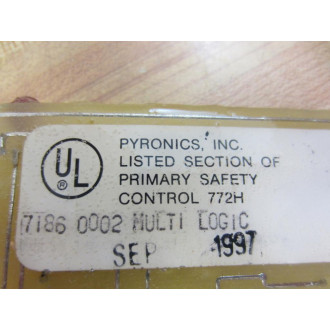 UL
®
PYRONICS, INC.
LISTED SECTION OF
PRIMARY SAFETY
CONTROL 772H
7186 0002 MULTI LOGIC
SEP 1997